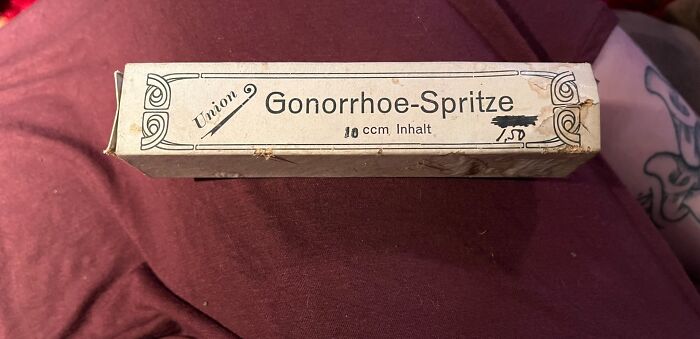 Union
Gonorrhoe-Spritze
10 ccm Inhalt
1,50